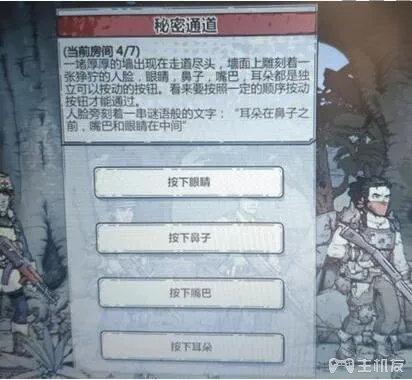 秘密通道
(当前房间 4/7)
一堵厚厚的墙出现在走道尽头，墙面上雕刻着一
张狰狞的人脸，眼睛，鼻子，嘴巴，耳朵都是独
立可以按动的按钮。看来要按照一定的顺序按动
按钮才能通过。
人脸旁刻着一串谜语般的文字：“耳朵在鼻子之
前，嘴巴和眼睛在中间”
按下眼睛
按下鼻子
按下嘴巴
按下耳朵
主机友